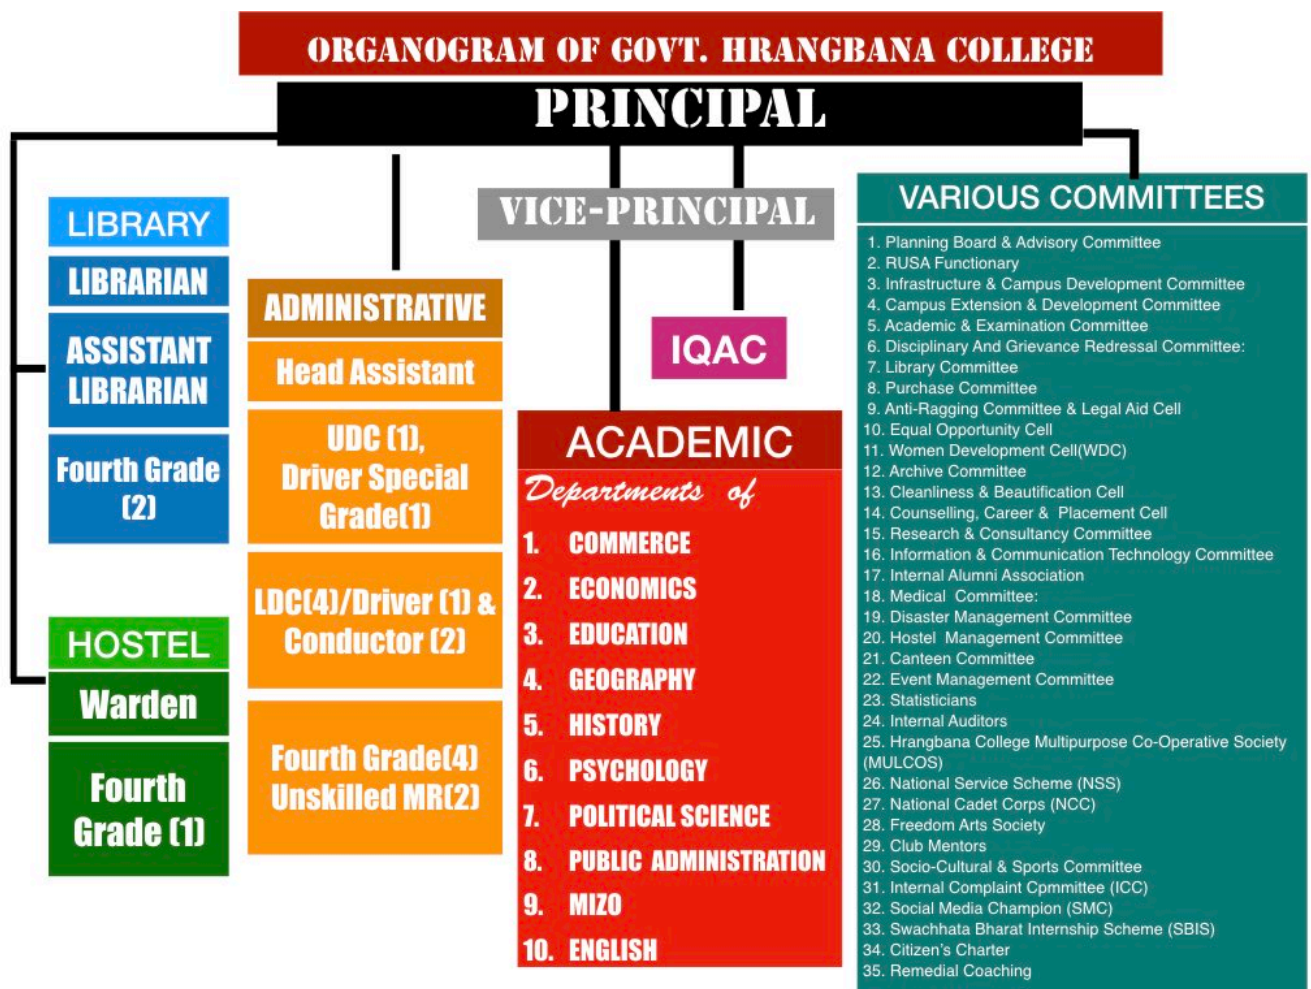 ORGANOGRAM OF GOVT. HRANGBANA COLLEGE
PRINCIPAL
VICE-PRINCIPAL
LIBRARY
LIBRARIAN
ASSISTANT
LIBRARIAN
Fourth Grade
(2)
HOSTEL
Warden
Fourth
Grade (1)
ADMINISTRATIVE
Head Assistant
UDC (1),
Driver Special
Grade(1)
LDC(4)/Driver (1) &
Conductor (2)
Fourth Grade(4)
Unskilled MR(2)
IQAC
ACADEMIC
Departments of
1. COMMERCE
2. ECONOMICS
3. EDUCATION
4. GEOGRAPHY
5. HISTORY
6. PSYCHOLOGY
7. POLITICAL SCIENCE
8. PUBLIC ADMINISTRATION
9. MIZO
10. ENGLISH
VARIOUS COMMITTEES
1. Planning Board & Advisory Committee
2. RUSA Functionary
3. Infrastructure & Campus Development Committee
4. Campus Extension & Development Committee
5. Academic & Examination Committee
6. Disciplinary And Grievance Redressal Committee:
7. Library Committee
8. Purchase Committee
9. Anti-Ragging Committee & Legal Aid Cell
10. Equal Opportunity Cell
11. Women Development Cell(WDC)
12. Archive Committee
13. Cleanliness & Beautification Cell
14. Counselling, Career & Placement Cell
15. Research & Consultancy Committee
16. Information & Communication Technology Committee
17. Internal Alumni Association
18. Medical Committee:
19. Disaster Management Committee
20. Hostel Management Committee
21. Canteen Committee
22. Event Management Committee
23. Statisticians
24. Internal Auditors
25. Hrangbana College Multipurpose Co-Operative Society
(MULCOS)
26. National Service Scheme (NSS)
27. National Cadet Corps (NCC)
28. Freedom Arts Society
29. Club Mentors
30. Socio-Cultural & Sports Committee
31. Internal Complaint Cpmmittee (ICC)
32. Social Media Champion (SMC)
33. Swachhata Bharat Internship Scheme (SBIS)
34. Citizen's Charter
35. Remedial Coaching